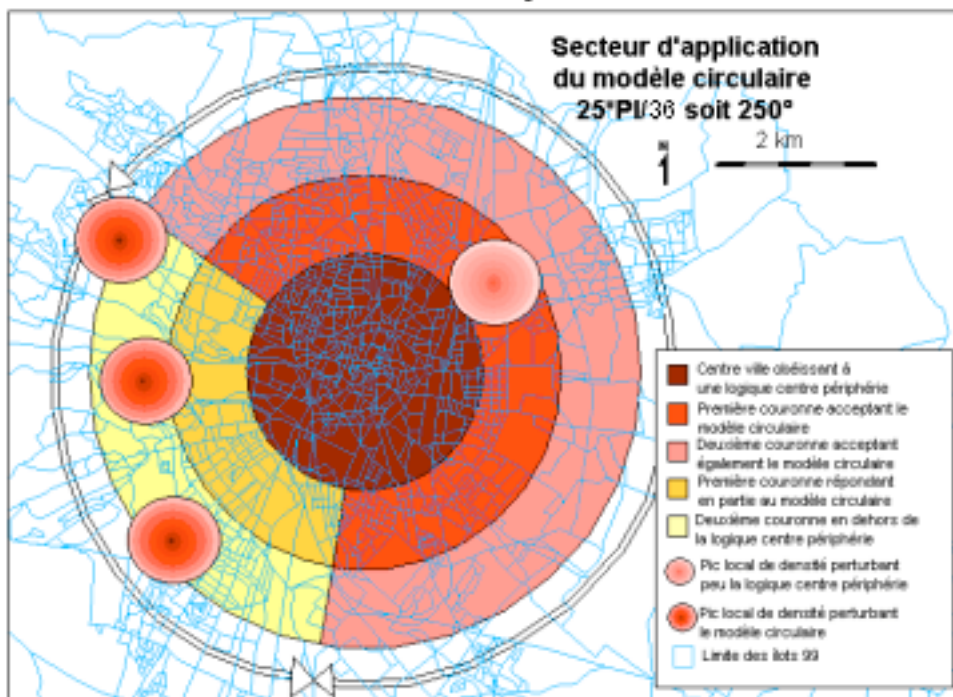 Secteur d'application
du modèle circulaire
25*PI/36 soit 250°
N
2 km
Centre ville obéissant à
une logique centre périphérie
Première couronne acceptant le
modèle circulaire
Deuxième couronne acceptant
également le modèle circulaire
Première couronne répondant
en partie au modèle circulaire
Deuxième couronne en dehors de
la logique centre périphérie
Pic local de densité perturbant
peu la logique centre périphérie
Pic local de densité perturbant
le modèle circulaire
Limite des îlots 99